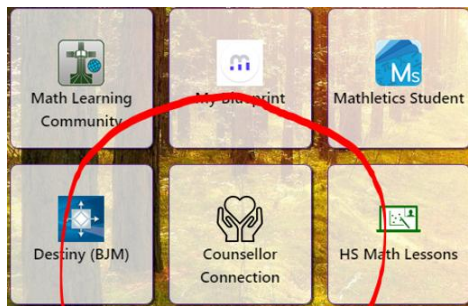 Math Learning
Community
My Blueprint
Mathletics Student
Ms
Destiny (BJM)
Counsellor
Connection
HS Math Lessons